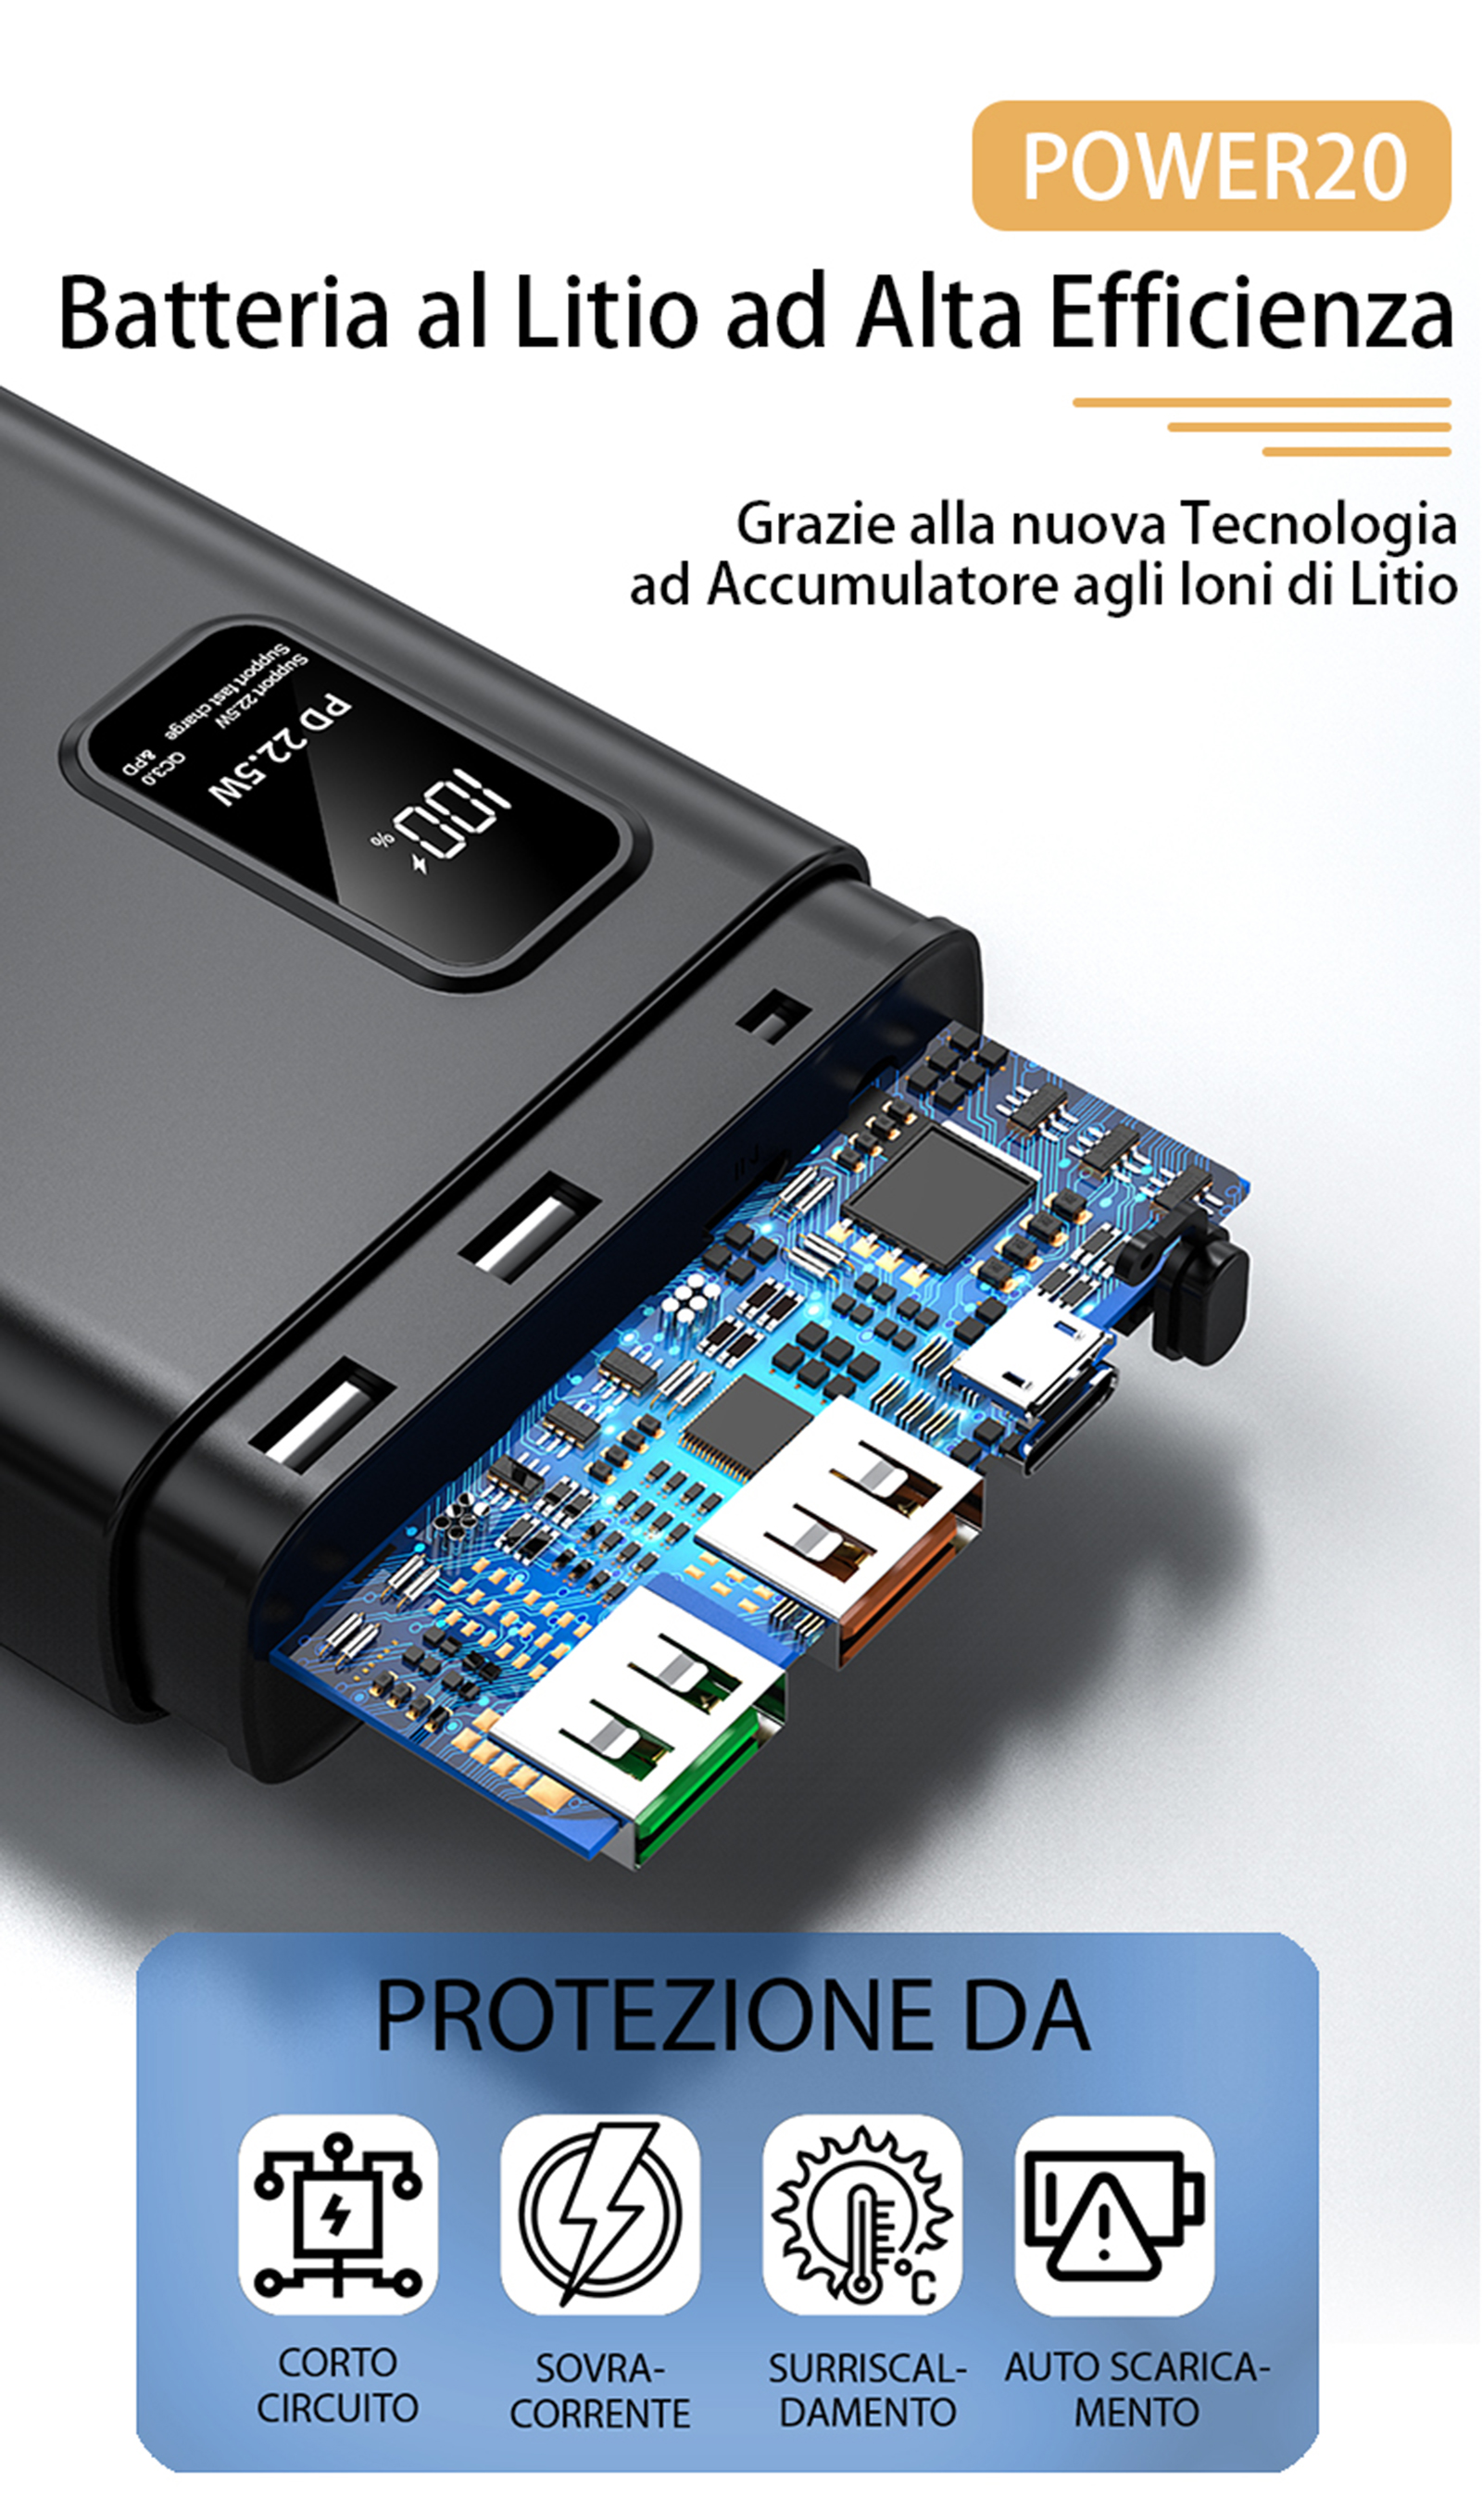 POWER20
Batteria al Litio ad Alta Efficienza
Grazie alla nuova Tecnologia
ad Accumulatore agli Ioni di Litio
100%
PD 22.5W
Support 22.5W
Support fast charge
QC3.0
&PD
PROTEZIONE DA
CORTO
CIRCUITO
SOVRA-
CORRENTE
°C
SURRISCAL-
DAMENTO
AUTO SCARICA-
MENTO